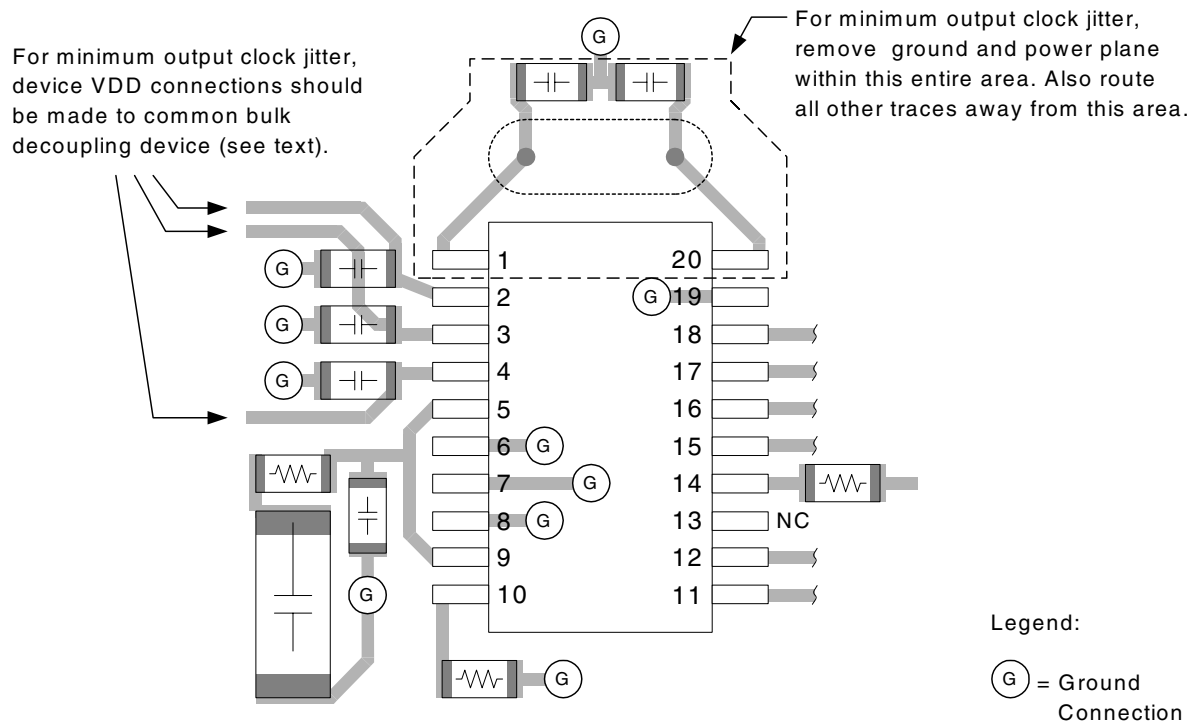 For minimum output clock jitter,
device VDD connections should
be made to common bulk
decoupling device (see text).
For minimum output clock jitter,
remove ground and power plane
within this entire area. Also route
all other traces away from this area.
G
1
20
G
2
G
19
G
3
18
G
4
17
5
16
6
G
15
7
G
14
8
G
13
NC
9
12
G
10
11
G
Legend:
G = Ground
Connection